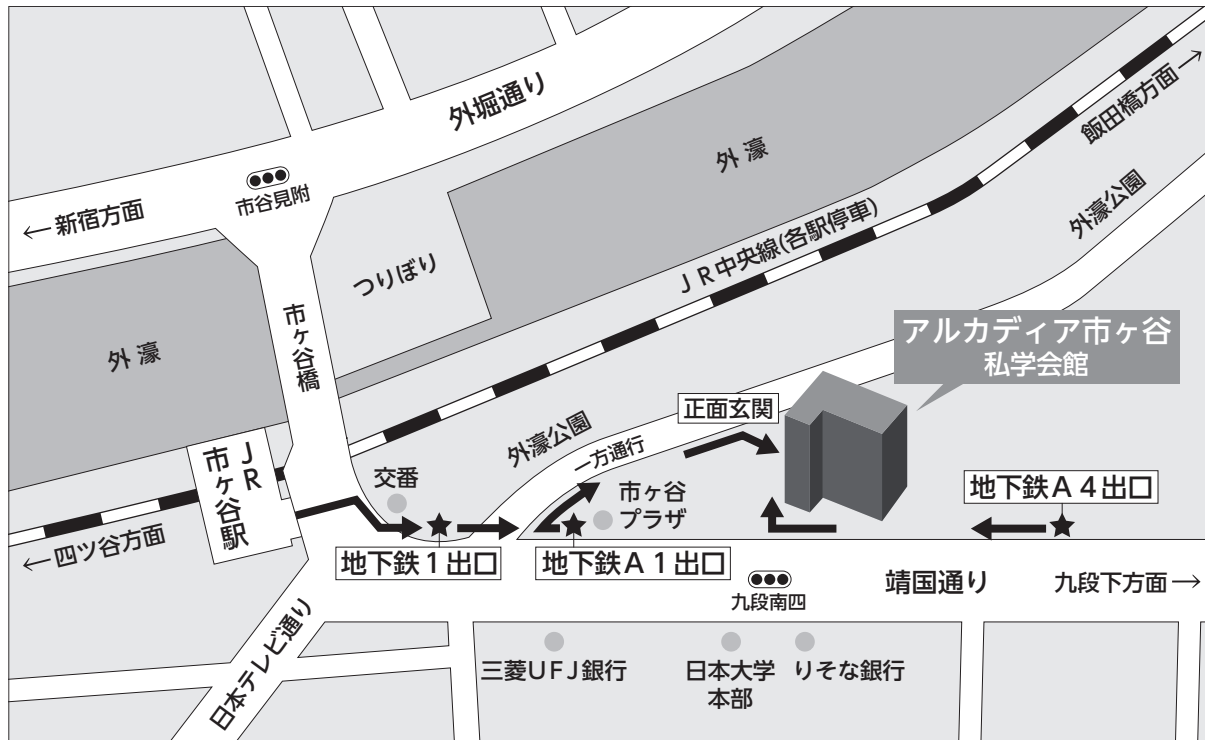 外堀通り
外 濠
飯田橋方面→
外濠公園
市谷見附
←新宿方面
つりぼり
JR中央線(各駅停車)
市ヶ谷橋
外 濠
アルカディア市ヶ谷
私学会館
正面玄関
外濠公園
一方通行
JR
市ヶ谷駅
交番
市ヶ谷
プラザ
地下鉄A4出口
←四ツ谷方面
地下鉄1出口
地下鉄A1出口
九段南四
靖国通り
九段下方面→
日本テレビ通り
三菱UFJ銀行
日本大学
本部
りそな銀行